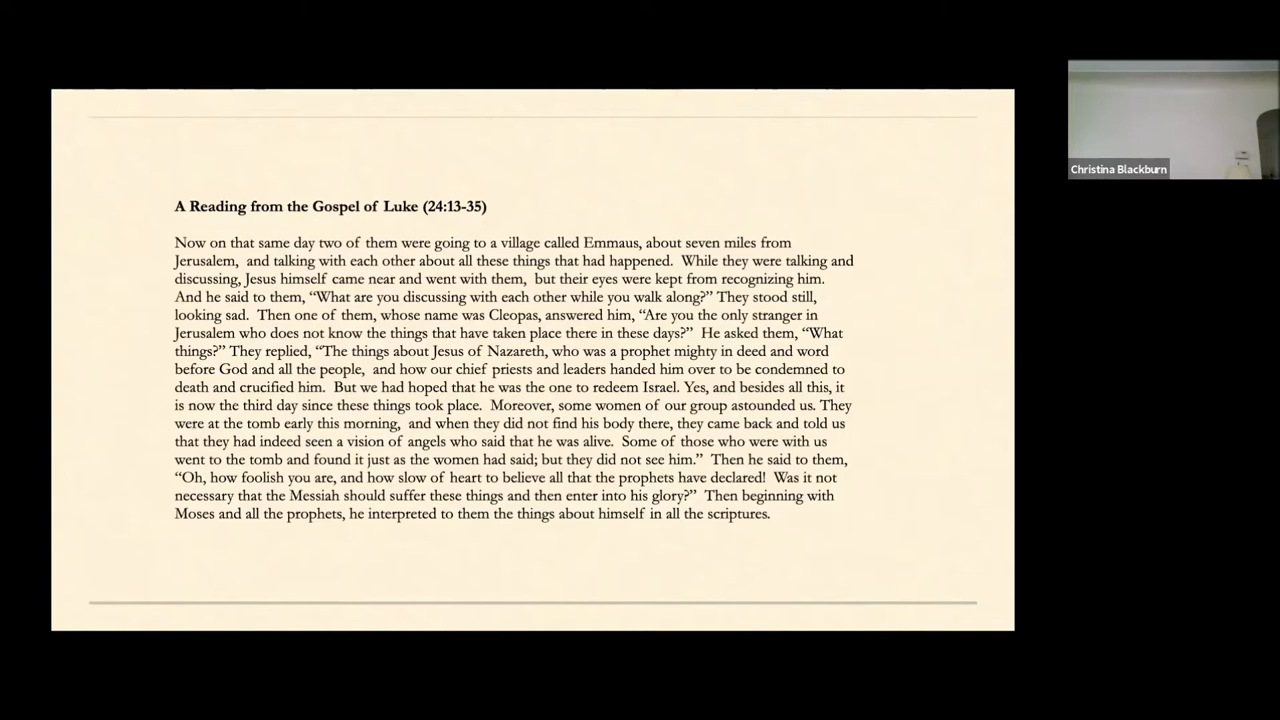 A Reading from the Gospel of Luke (24:13-35)
Now on that same day two of them were going to a village called Emmaus, about seven miles from
Jerusalem,  and talking with each other about all these things that had happened.  While they were talking and
discussing, Jesus himself came near and went with them,  but their eyes were kept from recognizing him.
And he said to them, “What are you discussing with each other while you walk along?” They stood still,
looking sad.  Then one of them, whose name was Cleopas, answered him, “Are you the only stranger in
Jerusalem who does not know the things that have taken place there in these days?”  He asked them, “What
things?” They replied, “The things about Jesus of Nazareth, who was a prophet mighty in deed and word
before God and all the people,  and how our chief priests and leaders handed him over to be condemned to
death and crucified him.  But we had hoped that he was the one to redeem Israel. Yes, and besides all this, it
is now the third day since these things took place.  Moreover, some women of our group astounded us. They
were at the tomb early this morning,  and when they did not find his body there, they came back and told us
that they had indeed seen a vision of angels who said that he was alive.  Some of those who were with us
went to the tomb and found it just as the women had said; but they did not see him.”  Then he said to them,
“Oh, how foolish you are, and how slow of heart to believe all that the prophets have declared!  Was it not
necessary that the Messiah should suffer these things and then enter into his glory?”  Then beginning with
Moses and all the prophets, he interpreted to them the things about himself in all the scriptures.
Christina Blackburn